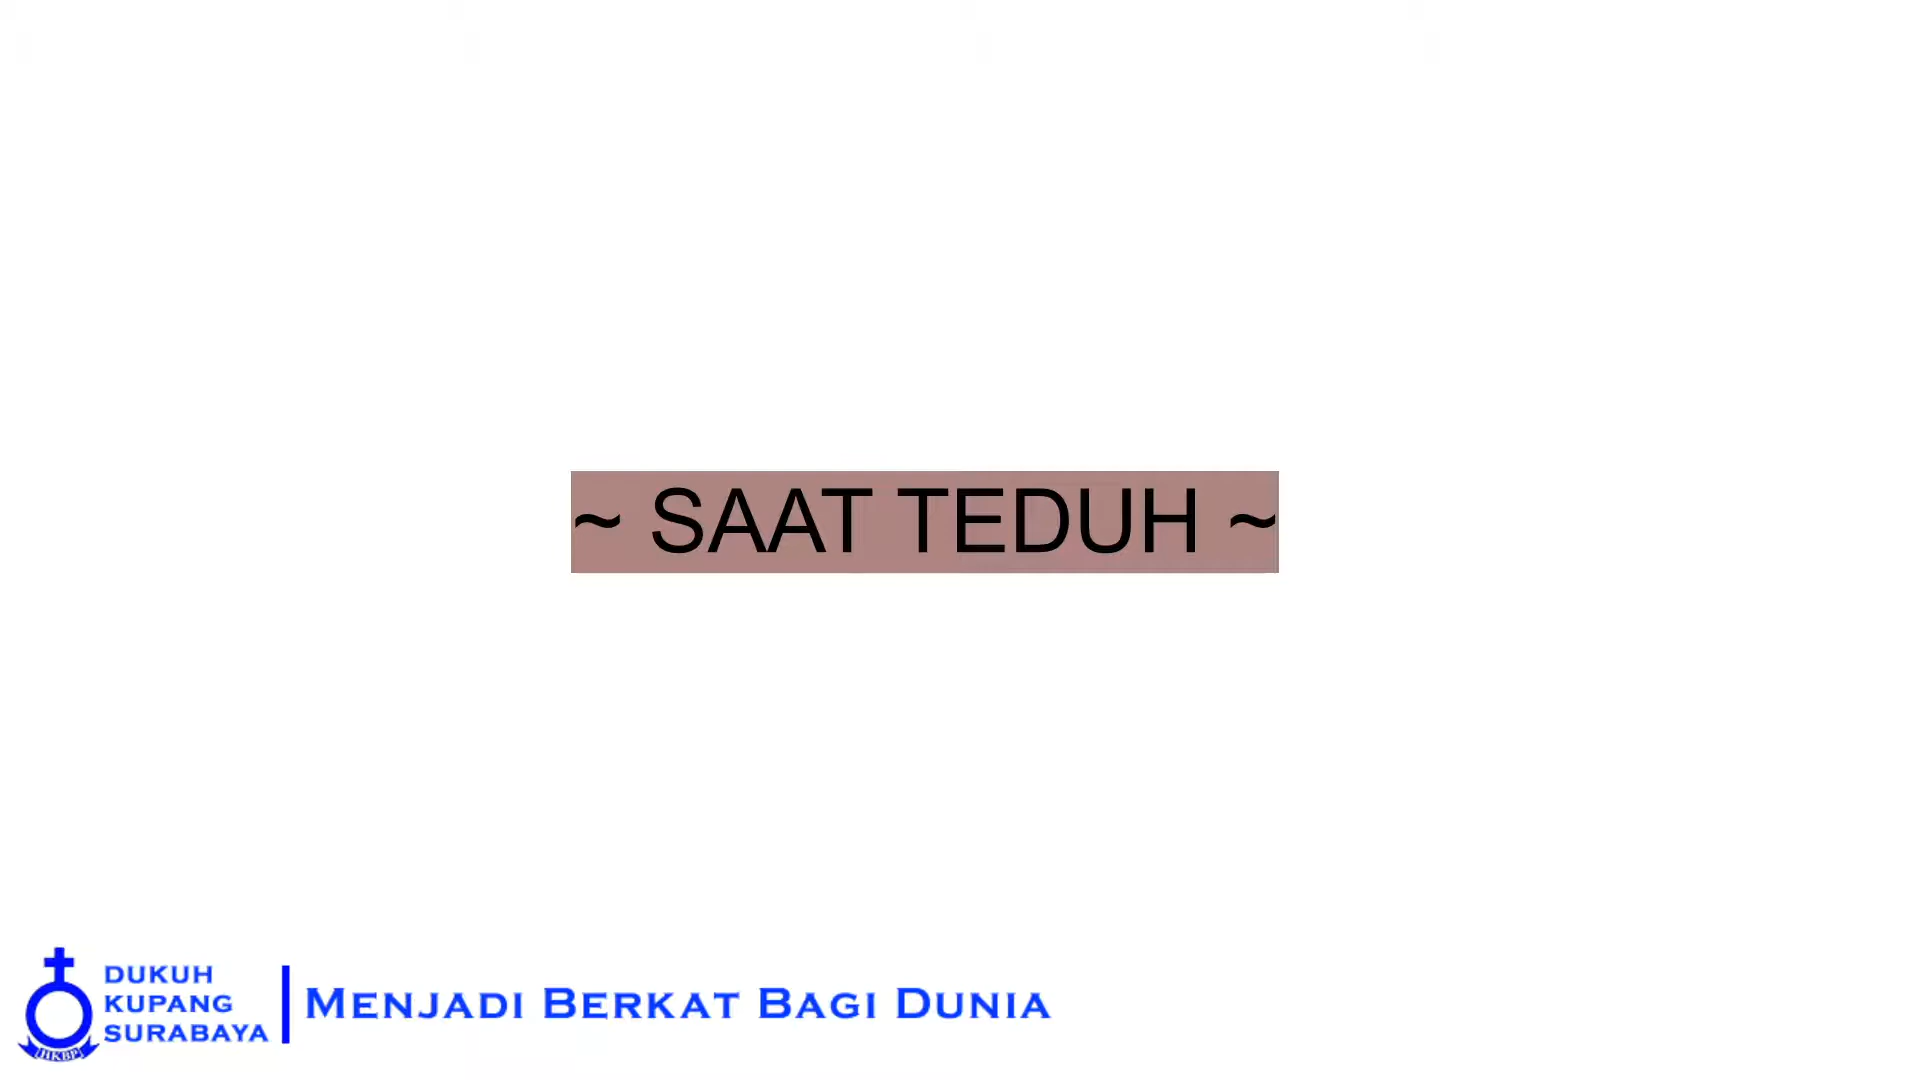 ~ SAAT TEDUH ~
DUKUH
KUPANG
SURABAYA
HKBP
MENJADI BERKAT BAGI DUNIA